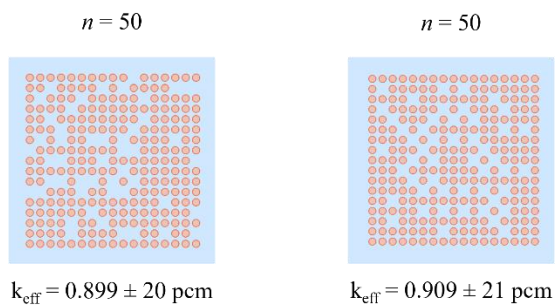 n = 50
n = 50
k_eff = 0.899 ± 20 pcm
k_eff = 0.909 ± 21 pcm